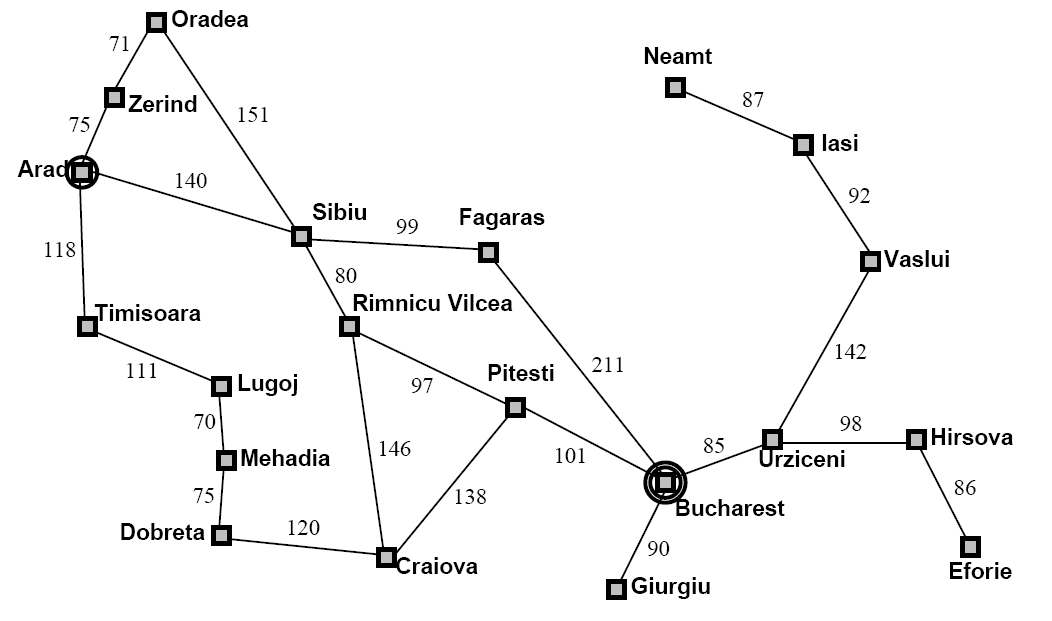 Oradea
71
Neamt
Zerind
87
151
75
Iasi
Arad
140
92
Sibiu
Fagaras
99
118
Vaslui
80
Rimnicu Vilcea
Timisoara
142
111
211
Lugoj
97
Pitesti
70
98
Hirsova
85
146
101
Urziceni
Mehadia
86
75
138
Bucharest
Dobreta
120
90
Craiova
Eforie
Giurgiu